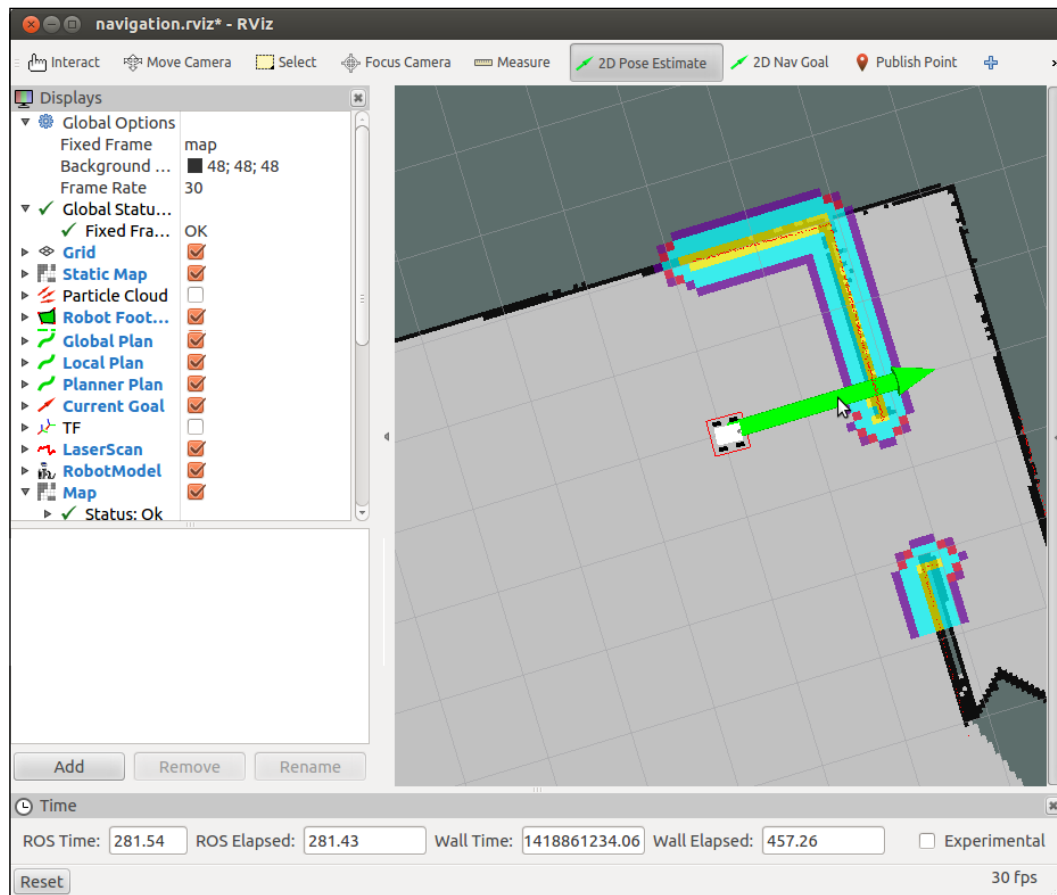 navigation.rviz* - RViz
Interact Move Camera Select Focus Camera Measure 2D Pose Estimate 2D Nav Goal Publish Point
Displays
Global Options
Fixed Frame map
Background ... 48; 48; 48
Frame Rate 30
Global Statu...
Fixed Fra... OK
Grid
Static Map
Particle Cloud
Robot Foot...
Global Plan
Local Plan
Planner Plan
Current Goal
TF
LaserScan
RobotModel
Map
Status: Ok
Add Remove Rename
Time
ROS Time: 281.54 ROS Elapsed: 281.43 Wall Time: 1418861234.06 Wall Elapsed: 457.26 Experimental
Reset 30 fps